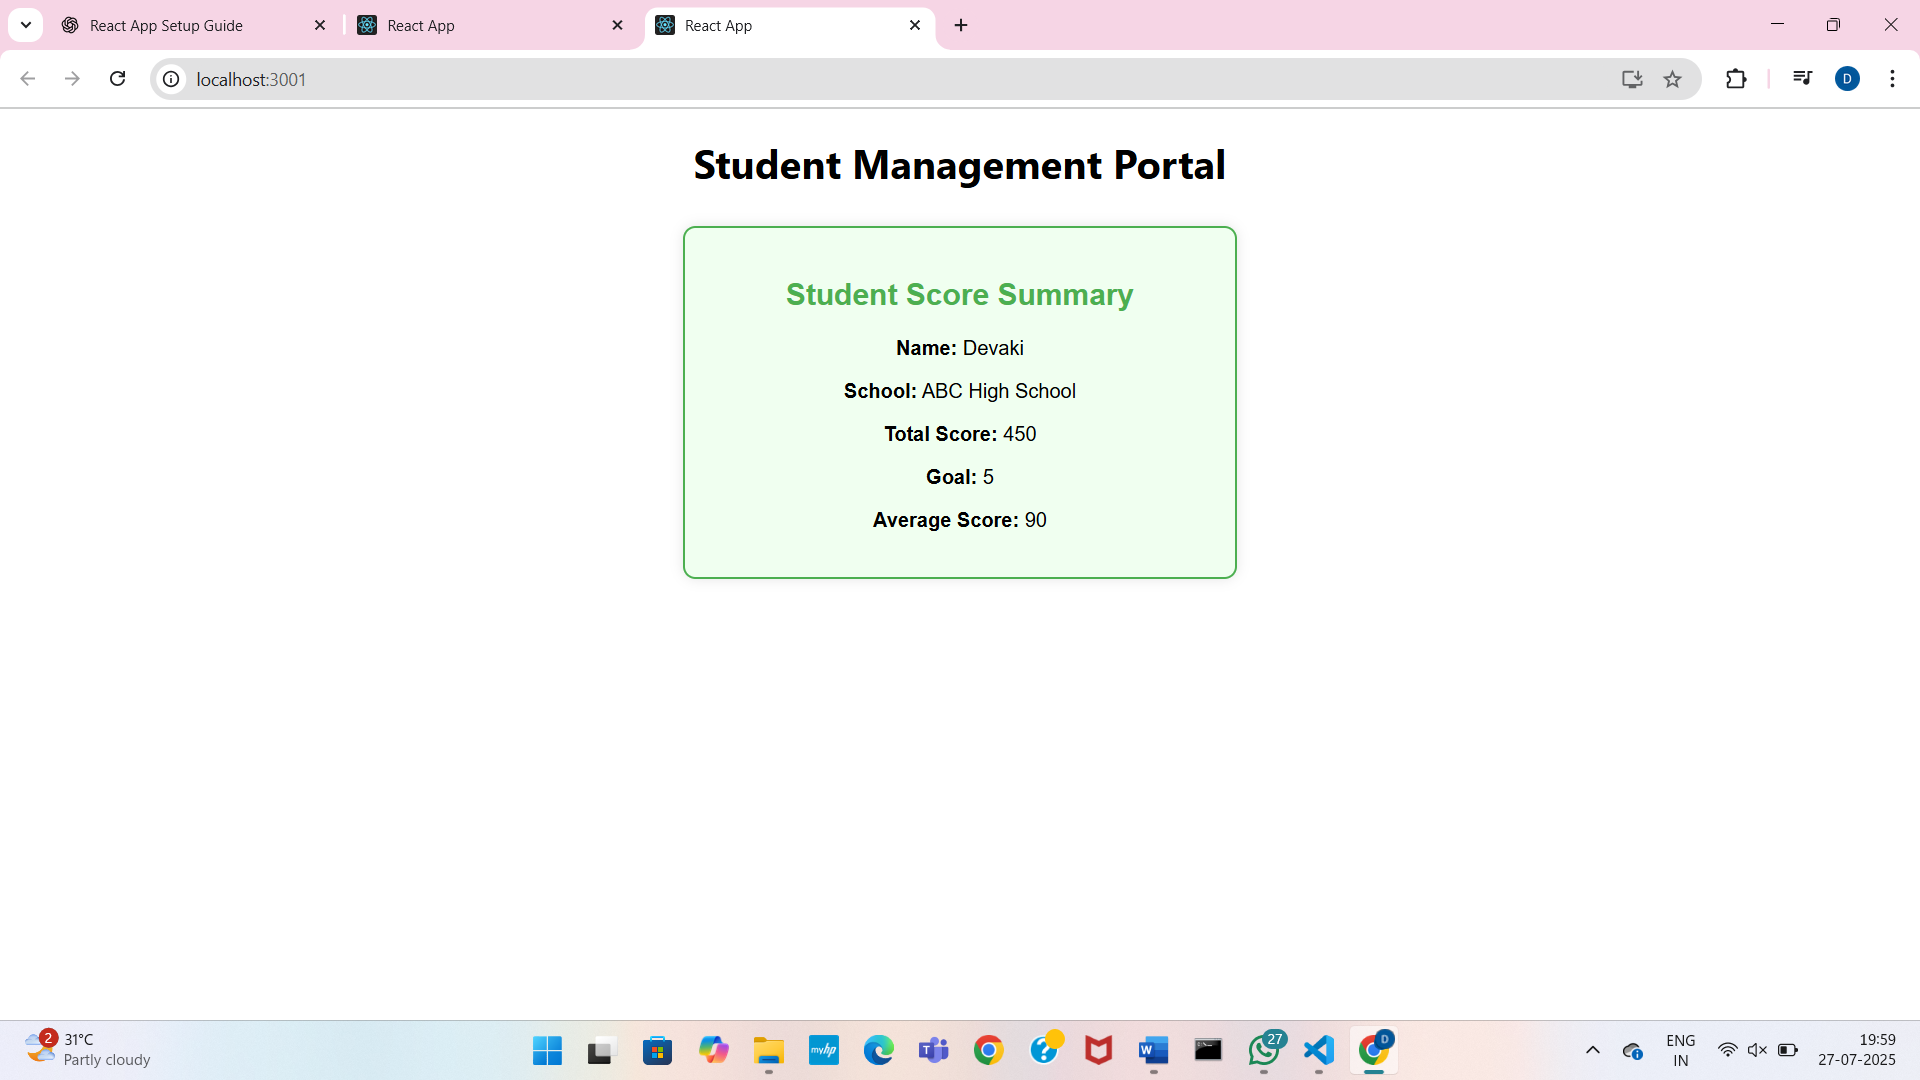 React App Setup Guide
React App
React App
localhost:3001
D
Student Management Portal
Student Score Summary
Name: Devaki
School: ABC High School
Total Score: 450
Goal: 5
Average Score: 90
2
31°C
Partly cloudy
myhp
T
?
W
27
D
ENG
IN
19:59
27-07-2025